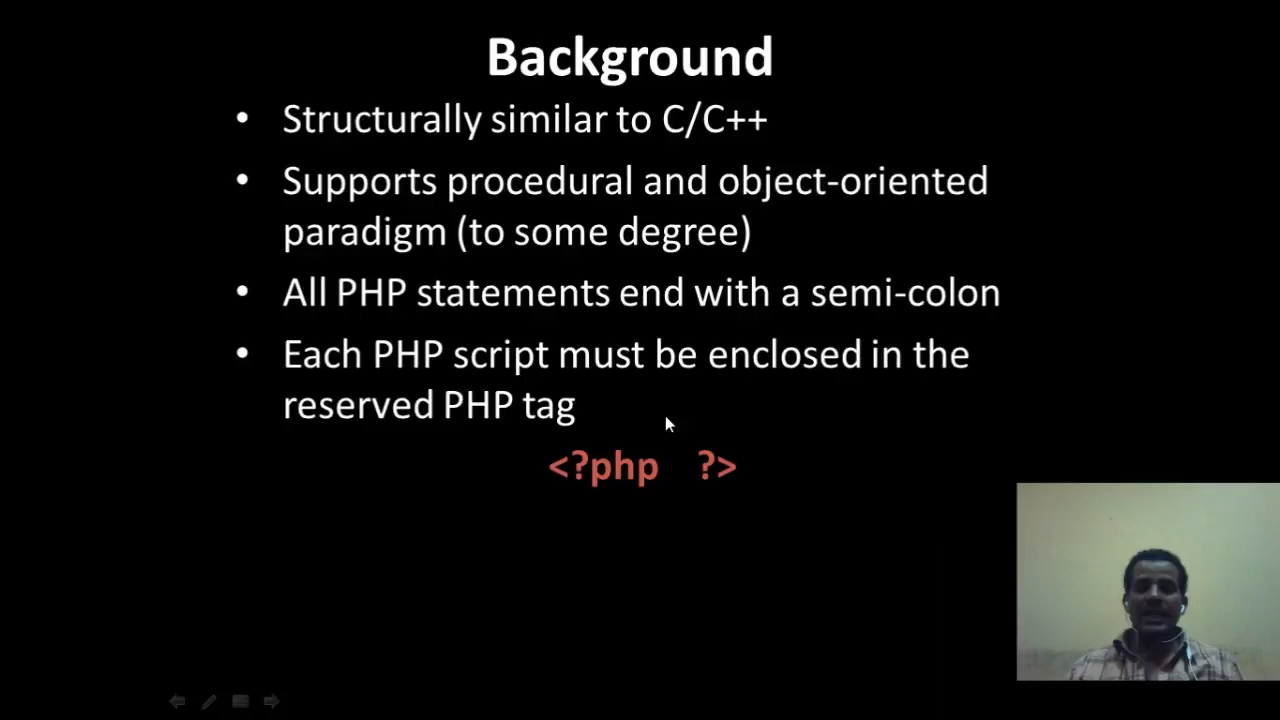 Background
• Structurally similar to C/C++
• Supports procedural and object-oriented
paradigm (to some degree)
• All PHP statements end with a semi-colon
• Each PHP script must be enclosed in the
reserved PHP tag
<?php ?>